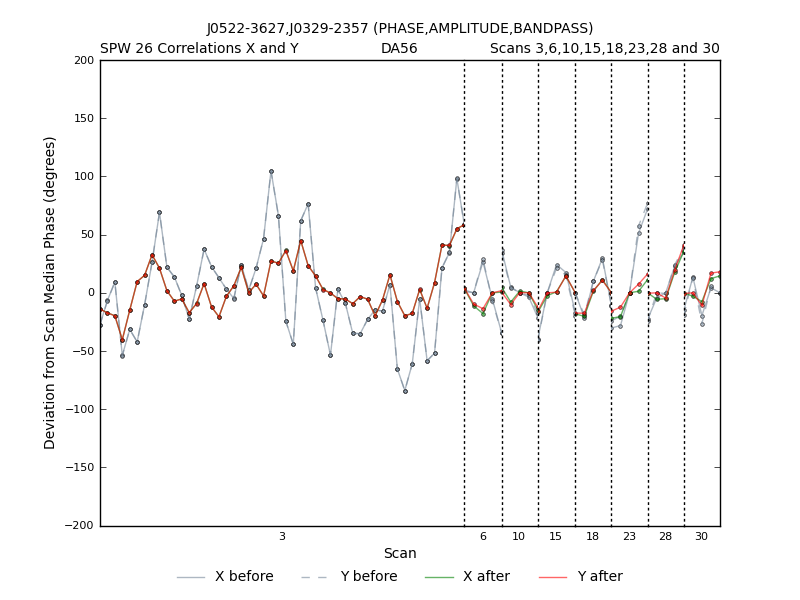 J0522-3627,J0329-2357 (PHASE,AMPLITUDE,BANDPASS)
SPW 26 Correlations X and Y DA56 Scans 3,6,10,15,18,23,28 and 30
200
150
100
50
0
−50
−100
−150
−200
Deviation from Scan Median Phase (degrees)
3 6 10 15 18 23 28 30
Scan
X before Y before X after Y after